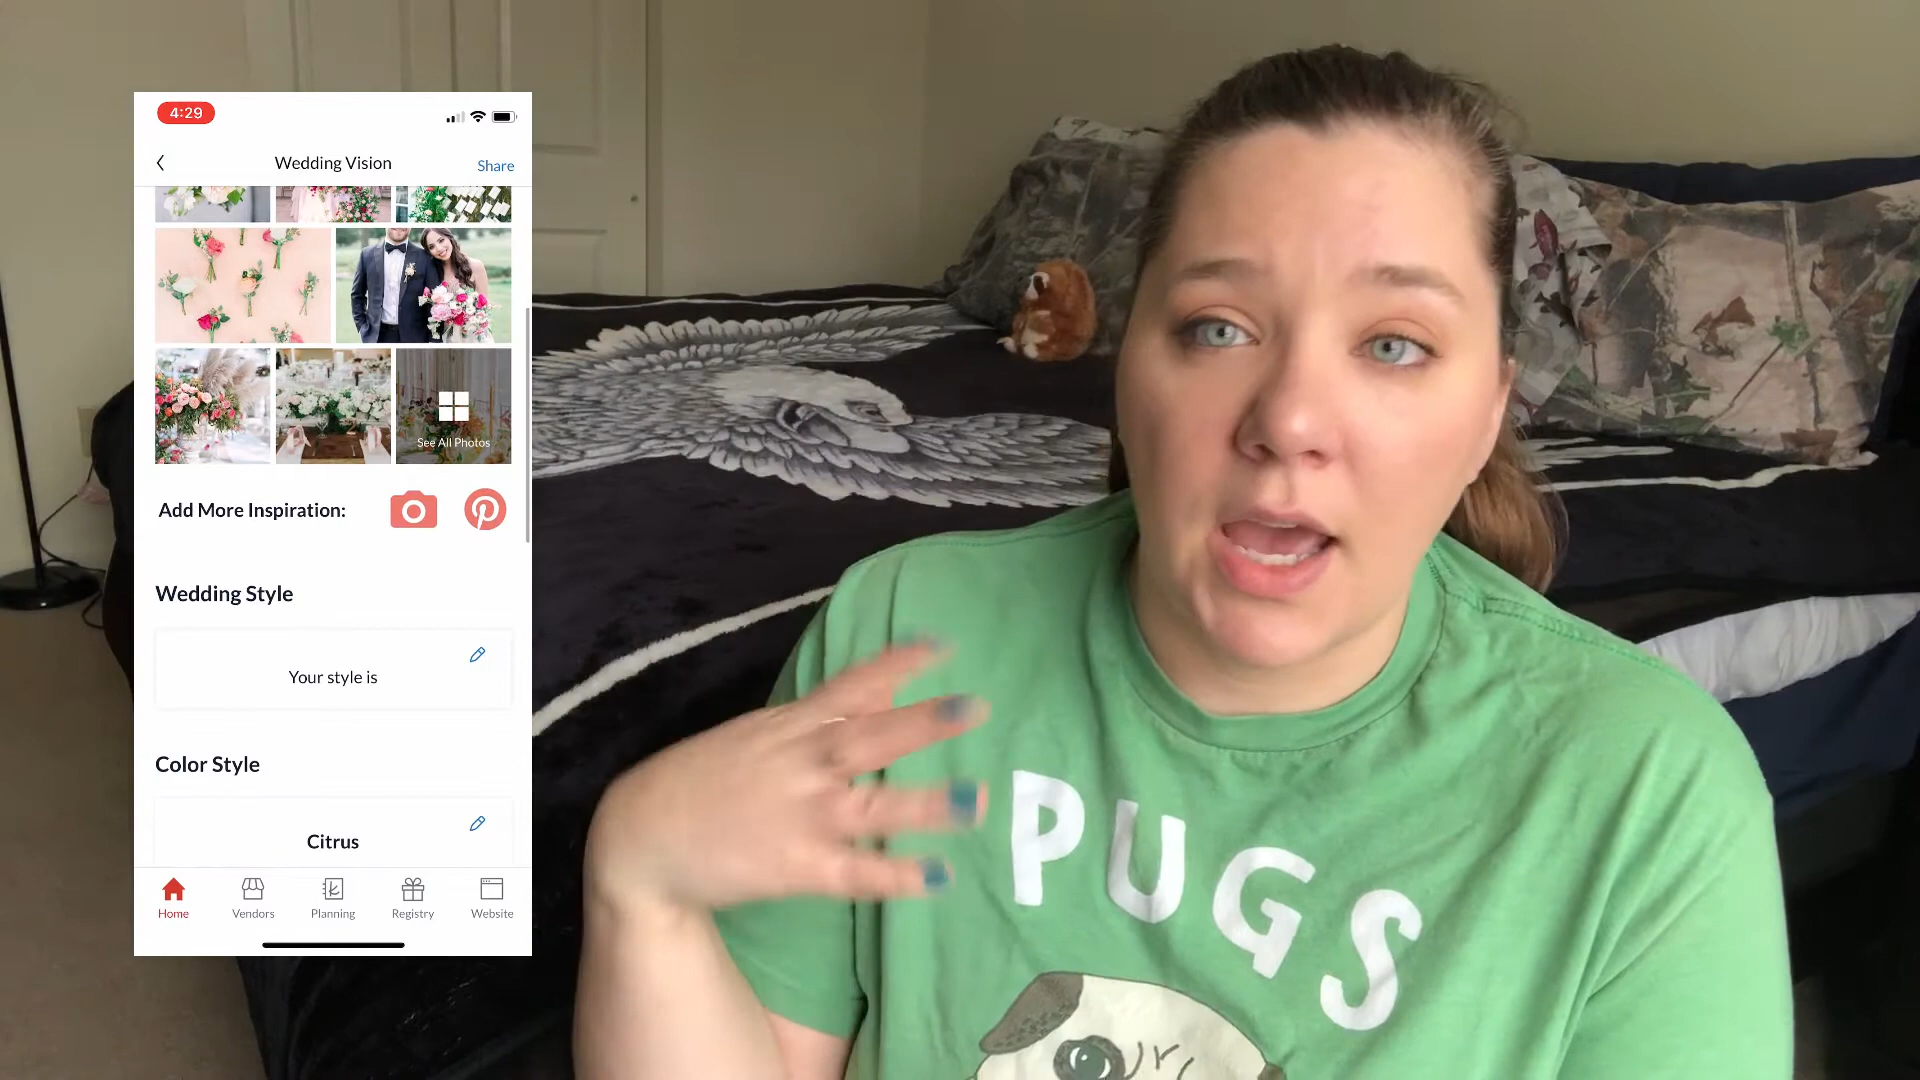 4:29
Wedding Vision
Share
See All Photos
Add More Inspiration:
Wedding Style
Your style is
Color Style
Citrus
Home
Vendors
Planning
Registry
Website
PUGS